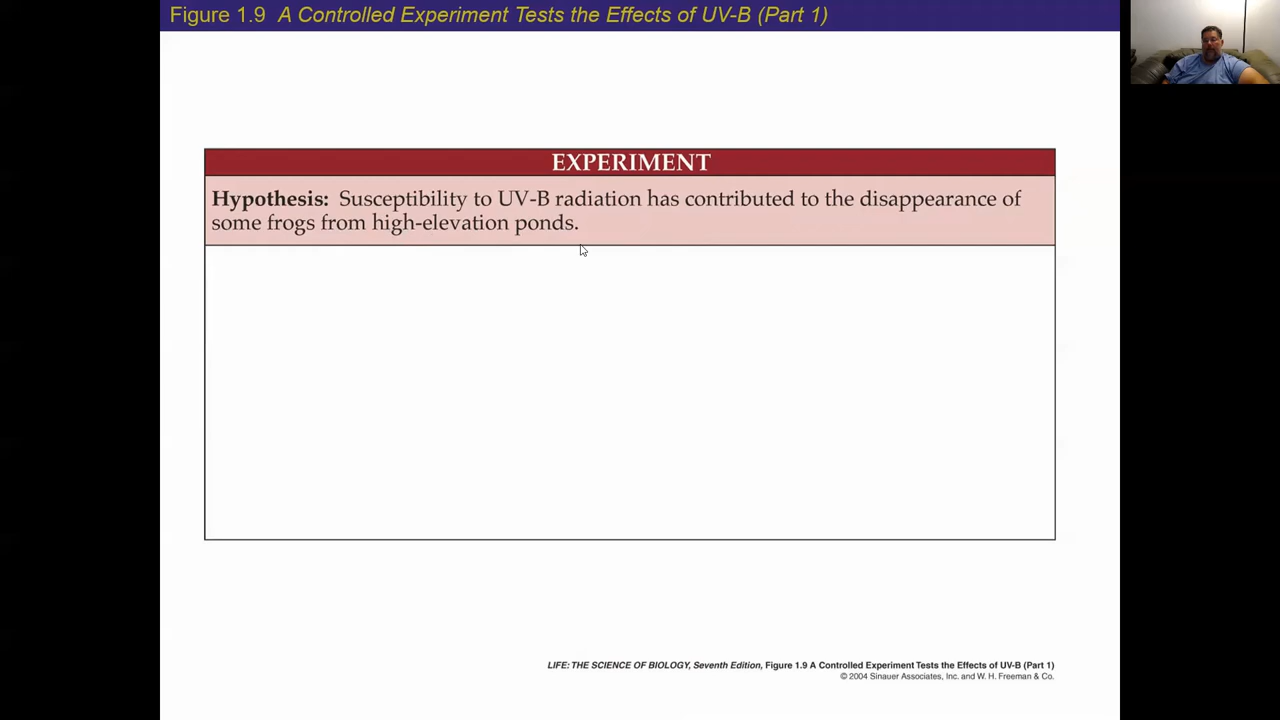 Figure 1.9 A Controlled Experiment Tests the Effects of UV-B (Part 1)
EXPERIMENT
Hypothesis: Susceptibility to UV-B radiation has contributed to the disappearance of
some frogs from high-elevation ponds.
LIFE: THE SCIENCE OF BIOLOGY, Seventh Edition, Figure 1.9 A Controlled Experiment Tests the Effects of UV-B (Part 1)
© 2004 Sinauer Associates, Inc. and W. H. Freeman & Co.